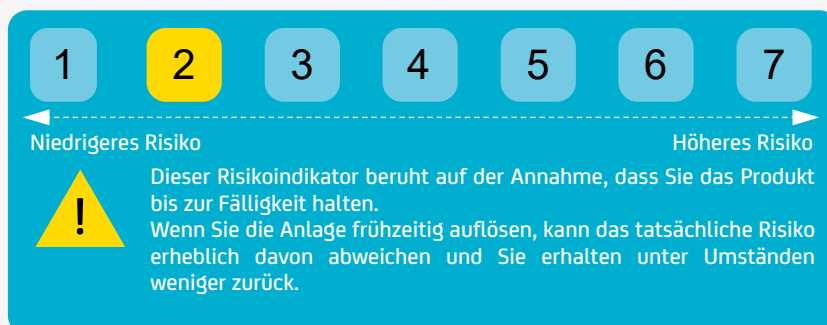 1 2 3 4 5 6 7
Niedrigeres Risiko Höheres Risiko
!
Dieser Risikoindikator beruht auf der Annahme, dass Sie das Produkt
bis zur Fälligkeit halten.
Wenn Sie die Anlage frühzeitig auflösen, kann das tatsächliche Risiko
erheblich davon abweichen und Sie erhalten unter Umständen
weniger zurück.